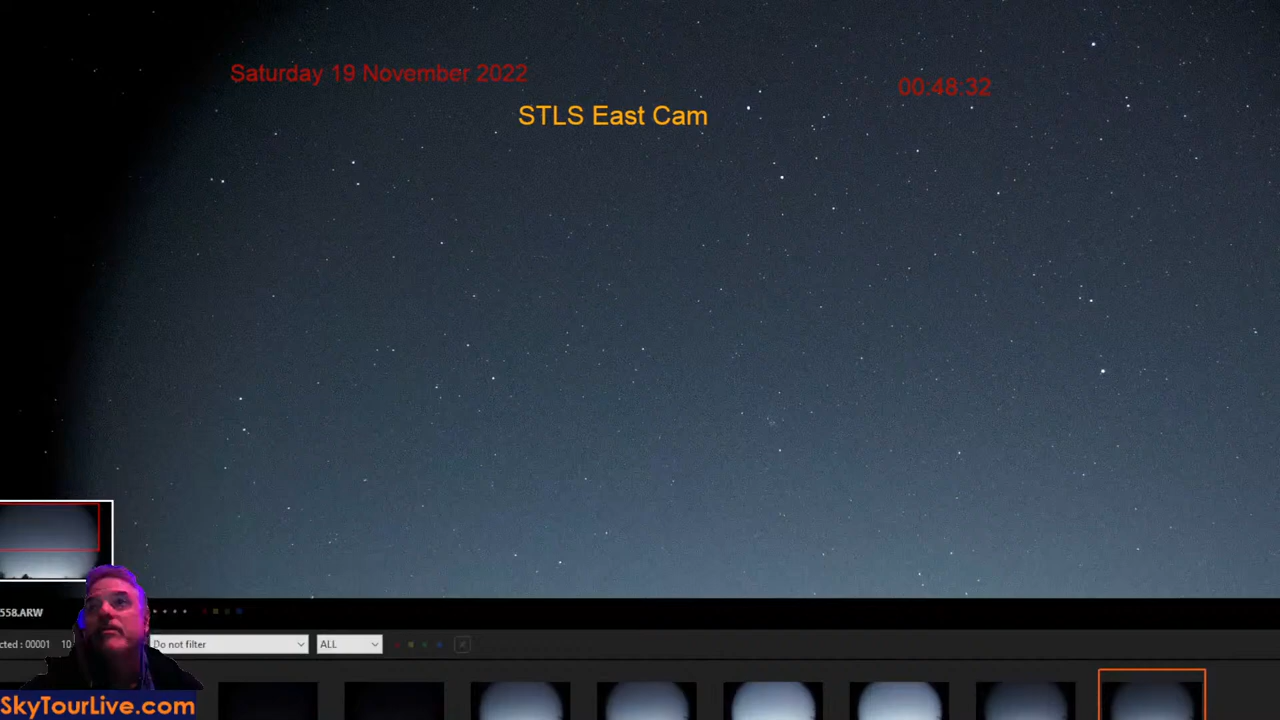 Saturday 19 November 2022
00:48:32
STLS East Cam
558.ARW
cted : 00001 10
Do not filter
ALL
SkyTourLive.com